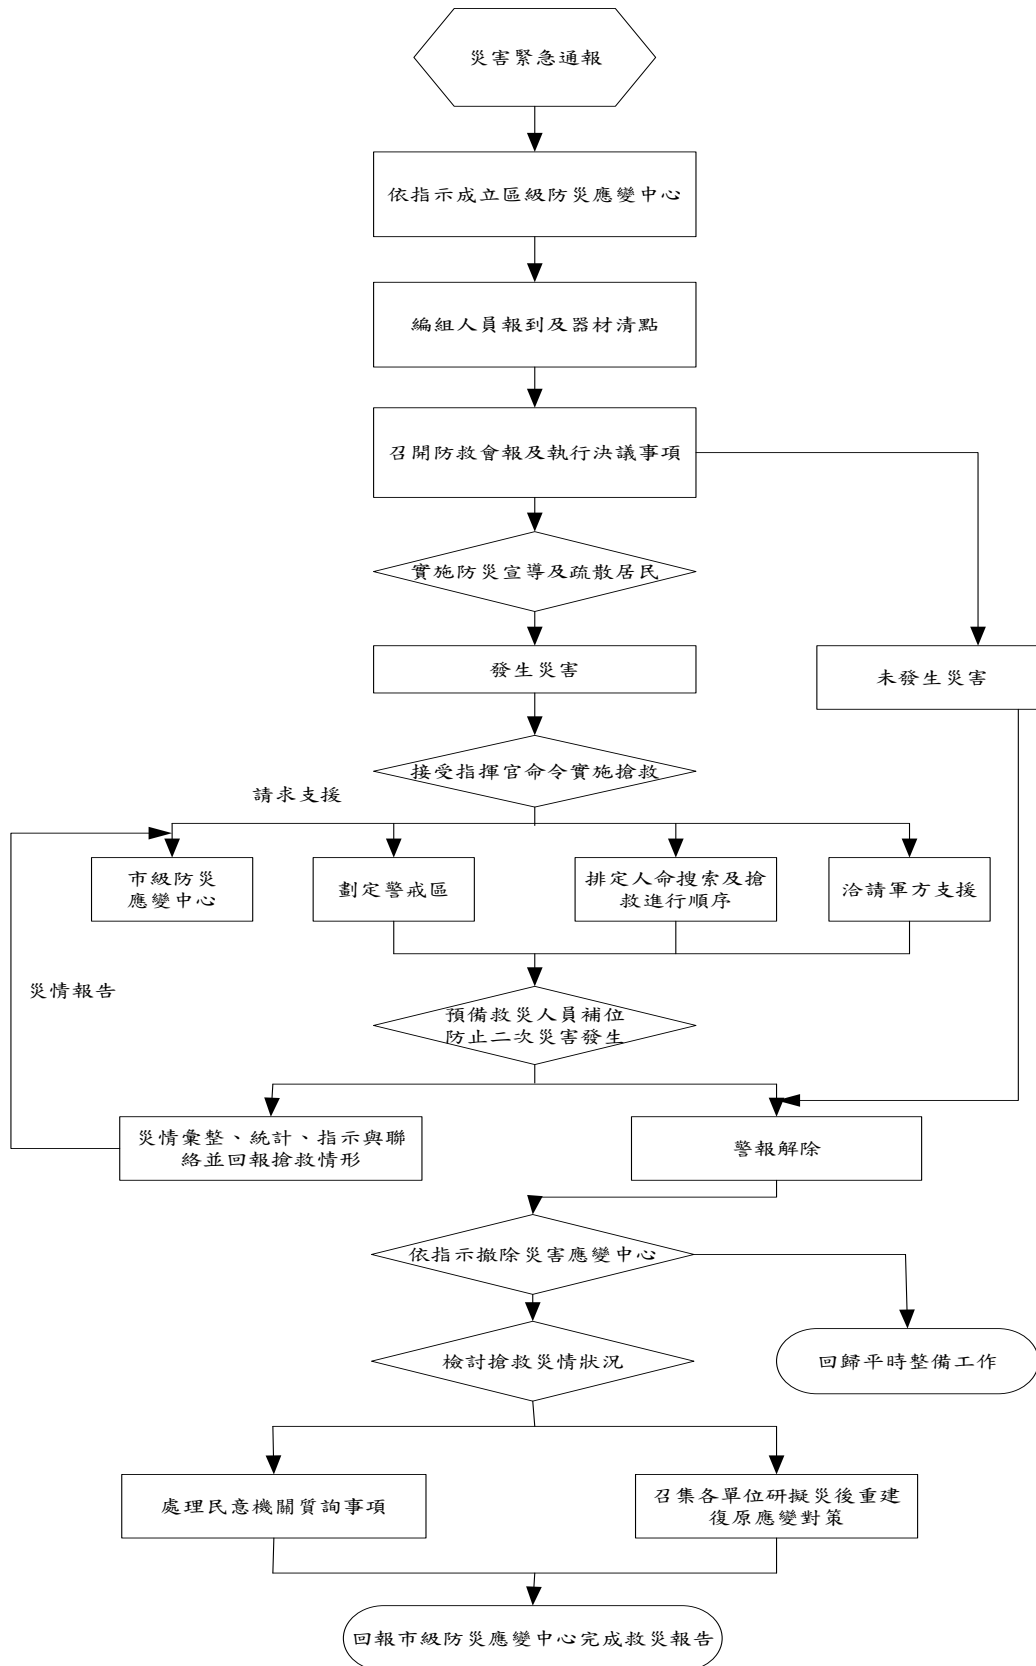 災害緊急通報
依指示成立區級防災應變中心
編組人員報到及器材清點
召開防救會報及執行決議事項
實施防災宣導及疏散居民
發生災害
未發生災害
接受指揮官命令實施搶救
請求支援
市級防災
應變中心
劃定警戒區
排定人命搜索及搶
救進行順序
洽請軍方支援
災情報告
預備救災人員補位
防止二次災害發生
災情彙整、統計、指示與聯
絡並回報搶救情形
警報解除
依指示撤除災害應變中心
檢討搶救災情狀況
回歸平時整備工作
處理民意機關質詢事項
召集各單位研擬災後重建
復原應變對策
回報市級防災應變中心完成救災報告